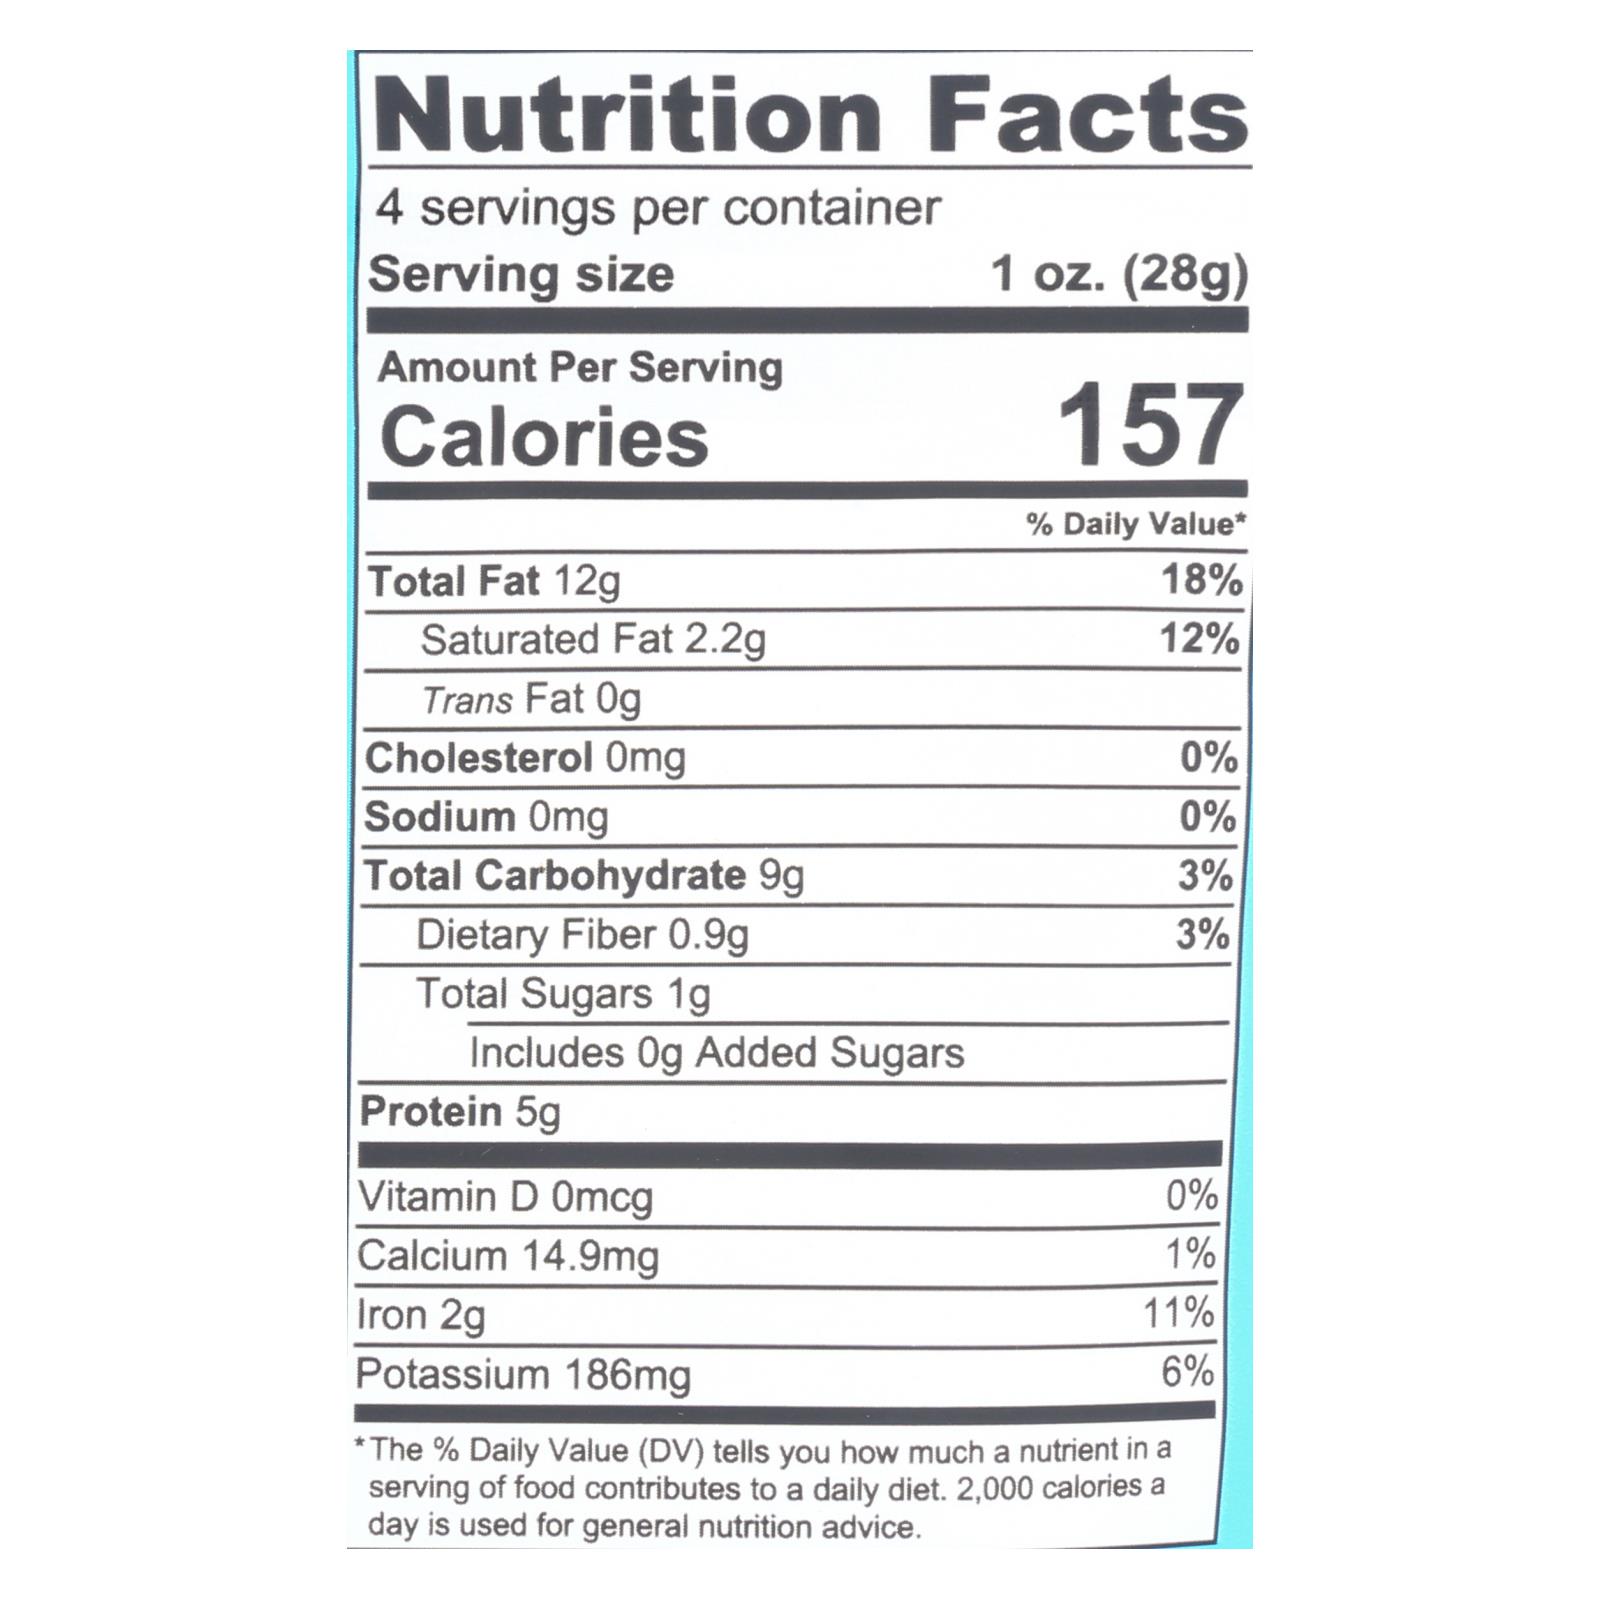 Nutrition Facts
4 servings per container
Serving size 1 oz. (28g)
Amount Per Serving
Calories 157
% Daily Value*
Total Fat 12g 18%
Saturated Fat 2.2g 12%
Trans Fat 0g
Cholesterol 0mg 0%
Sodium 0mg 0%
Total Carbohydrate 9g 3%
Dietary Fiber 0.9g 3%
Total Sugars 1g
Includes 0g Added Sugars
Protein 5g
Vitamin D 0mcg 0%
Calcium 14.9mg 1%
Iron 2g 11%
Potassium 186mg 6%
*The % Daily Value (DV) tells you how much a nutrient in a
serving of food contributes to a daily diet. 2,000 calories a
day is used for general nutrition advice.